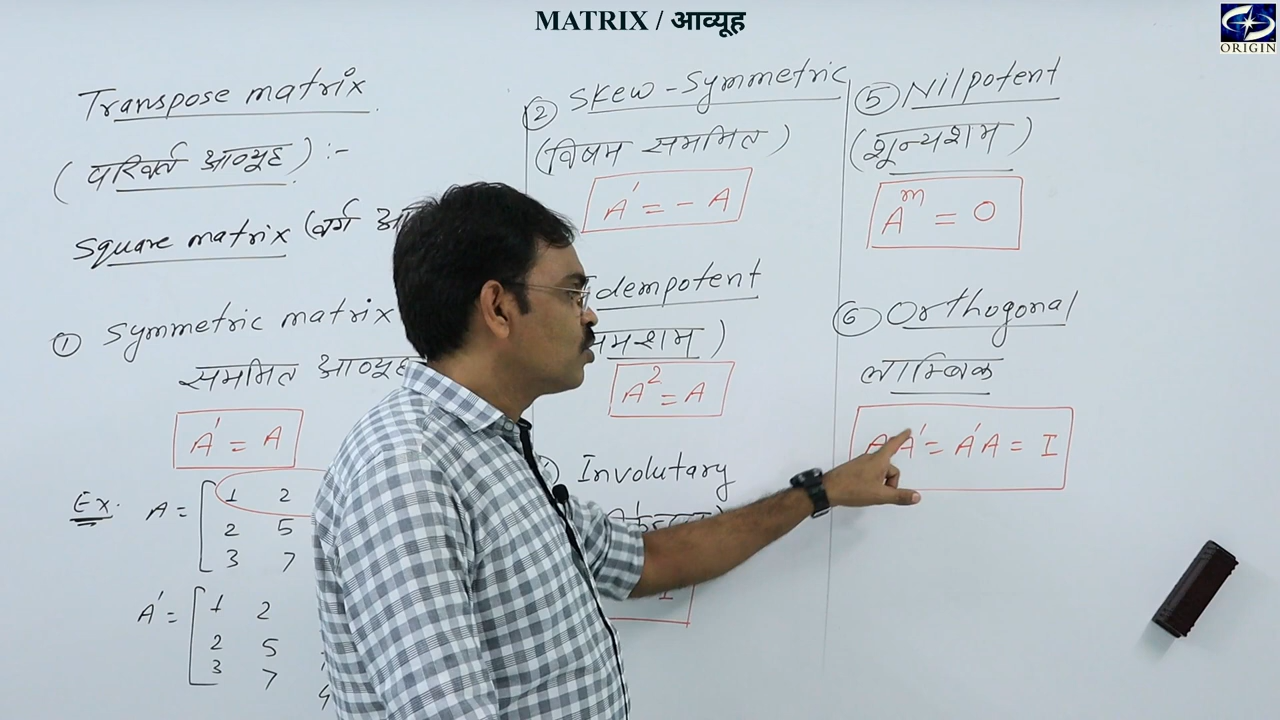 MATRIX / आव्यूह
ORIGIN
Transpose matrix
(परिवर्त आव्यूह) :-
Square matrix (वर्ग
① Symmetric matrix
सममित आव्यूह
A' = A
Ex. A = [1 2
2 5
3 7
A' = [1 2
2 5
3 7
② Skew-Symmetric
(विषम सममित)
A' = - A
dempotent
समशम)
A² = A
Involutary
I
⑤ Nilpotent
(शून्यशम)
Aᵐ = 0
⑥ Orthogonal
लाम्बिक
AA' = A'A = I